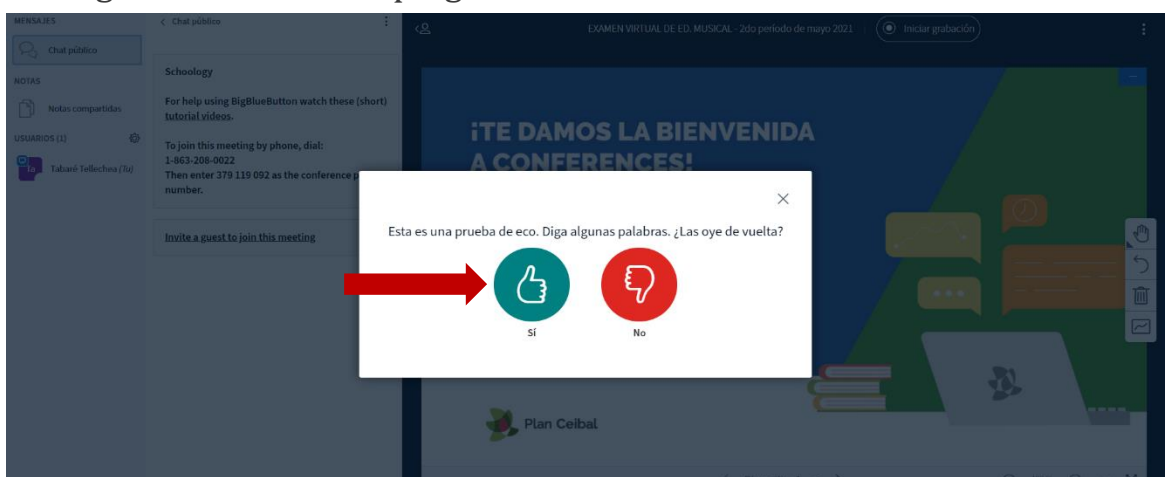 MENSAJES
Chat público
NOTAS
Notas compartidas
USUARIOS (1)
Ta
Tabaré Tellechea (Tú)
Chat público
Schoology
For help using BigBlueButton watch these (short)
tutorial videos.
To join this meeting by phone, dial:
1-863-208-0022
Then enter 379 119 092 as the conference
number.
Invite a guest to join this meeting
EXAMEN VIRTUAL DE ED. MUSICAL - 2do período de mayo 2021
Iniciar grabación
¡TE DAMOS LA BIENVENIDA
A CONFERENCES!
Esta es una prueba de eco. Diga algunas palabras. ¿Las oye de vuelta?
Sí
No
Plan Ceibal